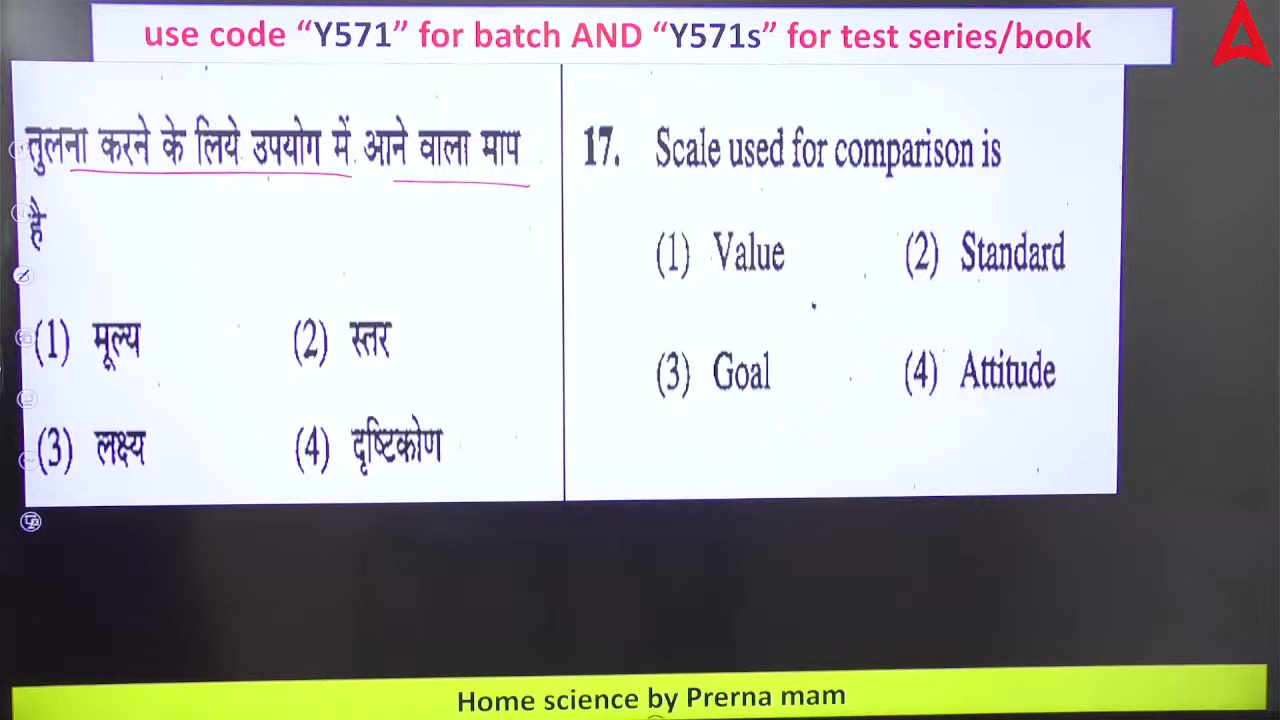 use code “Y571” for batch AND “Y571s” for test series/book
तुलना करने के लिये उपयोग में आने वाला माप
है
(1) मूल्य (2) स्तर
(3) लक्ष्य (4) दृष्टिकोण
17. Scale used for comparison is
(1) Value (2) Standard
(3) Goal (4) Attitude
Home science by Prerna mam